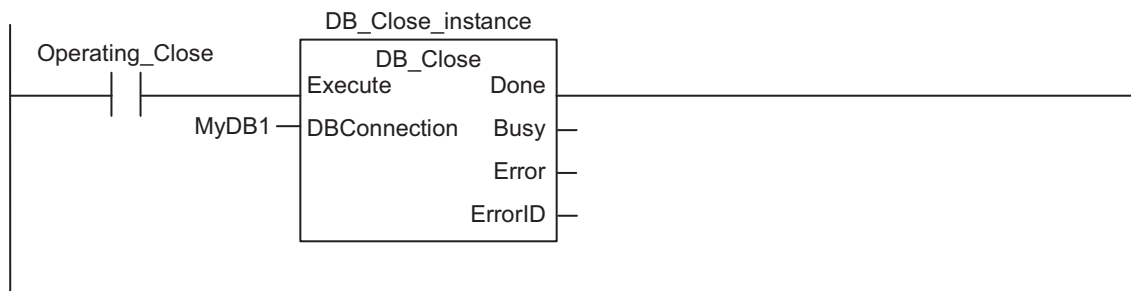 DB_Close_instance
Operating_Close
DB_Close
Execute Done
MyDB1 DBConnection Busy
Error
ErrorID